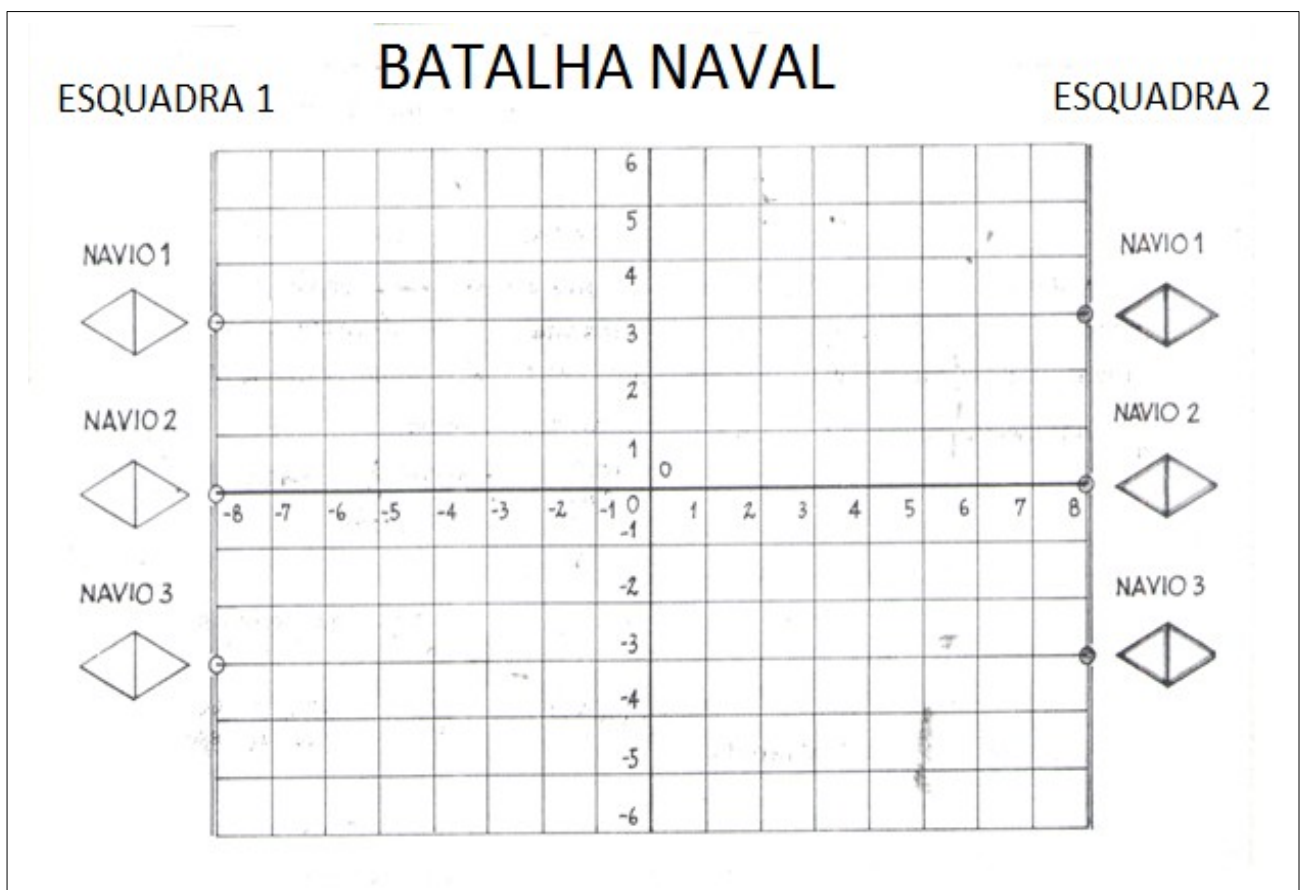 BATALHA NAVAL
ESQUADRA 1
ESQUADRA 2
6
5
NAVIO 1
NAVIO 1
4
3
2
NAVIO 2
NAVIO 2
1
0
-8 -7 -6 -5 -4 -3 -2 -1 0 1 2 3 4 5 6 7 8
-1
NAVIO 3
NAVIO 3
-2
-3
-4
-5
-6